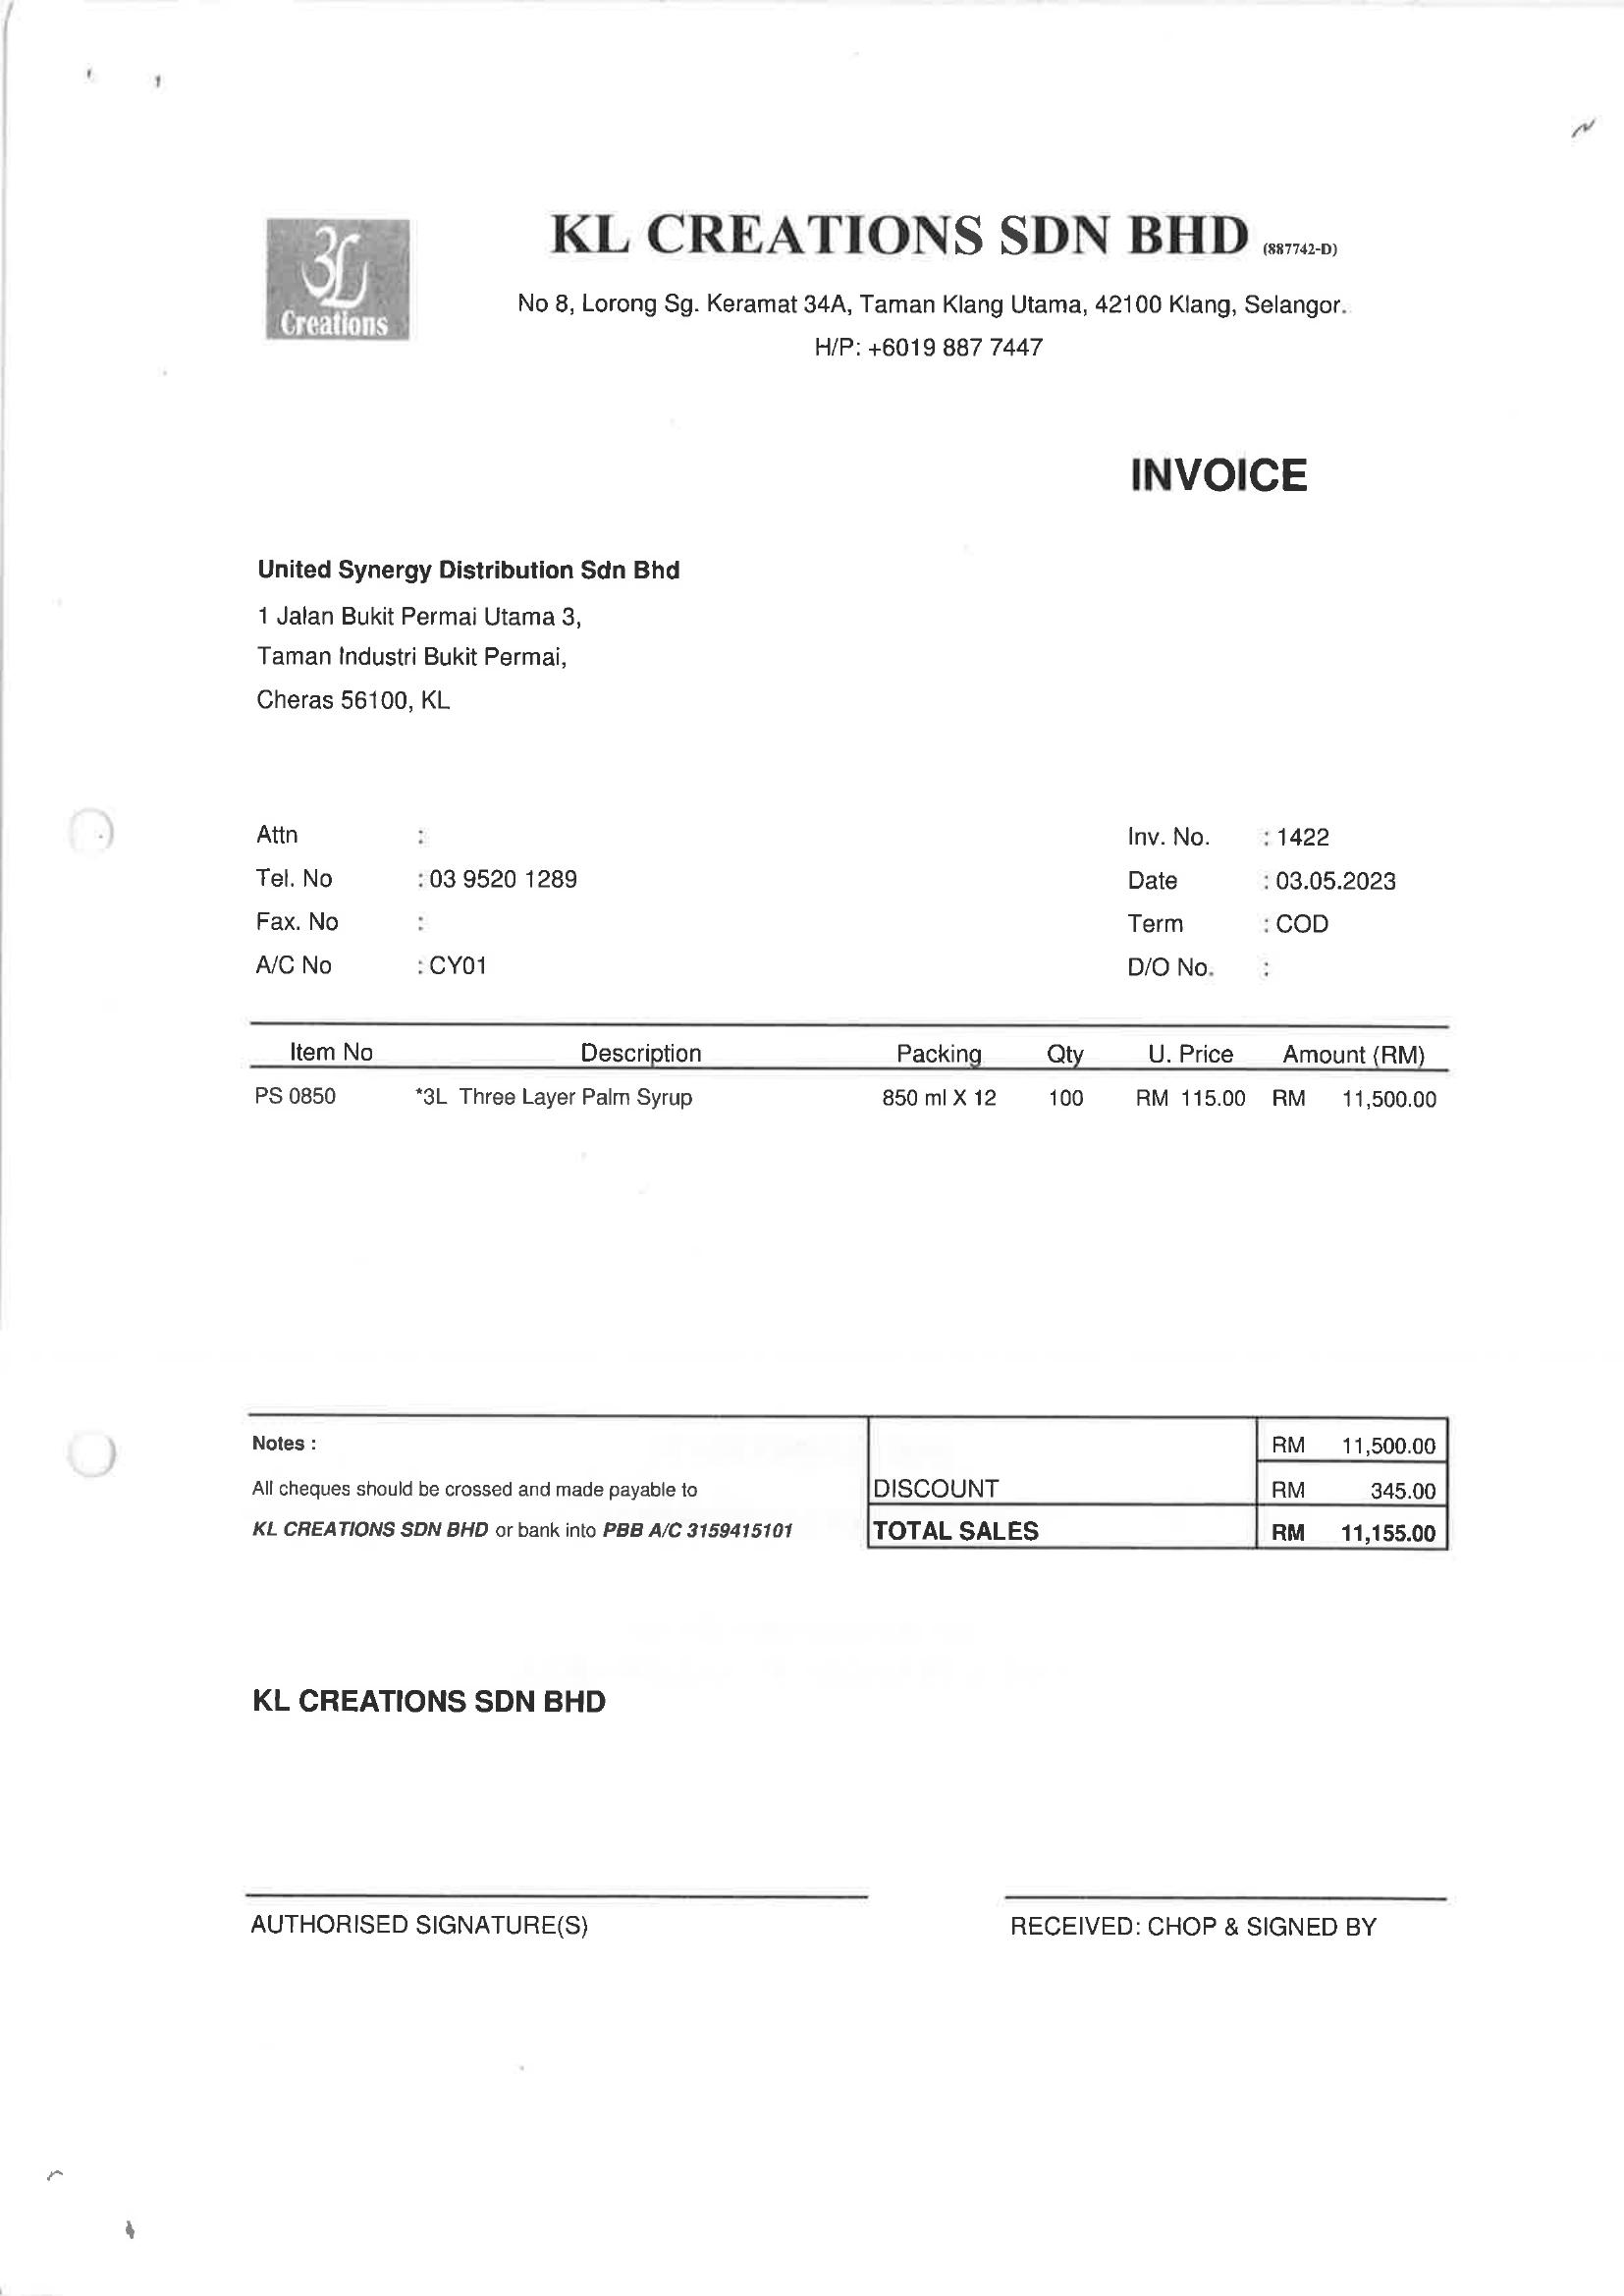 3L
Creations
KL CREATIONS SDN BHD (887742-D)
No 8, Lorong Sg. Keramat 34A, Taman Klang Utama, 42100 Klang, Selangor.
H/P: +6019 887 7447
INVOICE
United Synergy Distribution Sdn Bhd
1 Jalan Bukit Permai Utama 3,
Taman Industri Bukit Permai,
Cheras 56100, KL
Attn : Inv. No. : 1422
Tel. No : 03 9520 1289 Date : 03.05.2023
Fax. No : Term : COD
A/C No : CY01 D/O No. :
Item No Description Packing Qty U. Price Amount (RM)
PS 0850 *3L Three Layer Palm Syrup 850 ml X 12 100 RM 115.00 RM 11,500.00
Notes : RM 11,500.00
All cheques should be crossed and made payable to DISCOUNT RM 345.00
KL CREATIONS SDN BHD or bank into PBB A/C 3159415101 TOTAL SALES RM 11,155.00
KL CREATIONS SDN BHD
AUTHORISED SIGNATURE(S) RECEIVED: CHOP & SIGNED BY